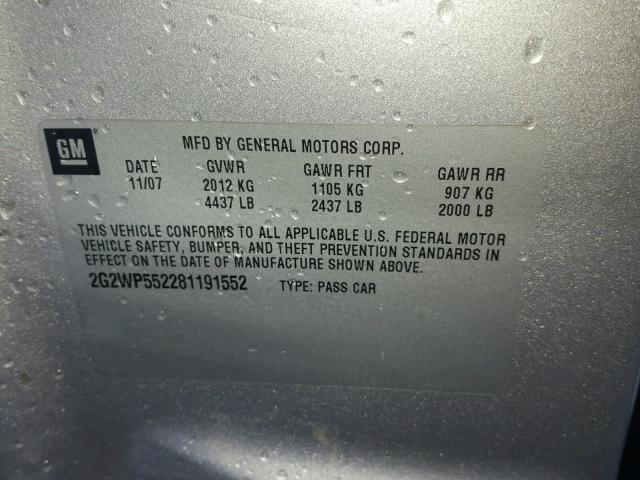 GM
MFD BY GENERAL MOTORS CORP.
DATE GVWR GAWR FRT GAWR RR
11/07 2012 KG 1105 KG 907 KG
4437 LB 2437 LB 2000 LB
THIS VEHICLE CONFORMS TO ALL APPLICABLE U.S. FEDERAL MOTOR
VEHICLE SAFETY, BUMPER, AND THEFT PREVENTION STANDARDS IN
EFFECT ON THE DATE OF MANUFACTURE SHOWN ABOVE.
2G2WP552281191552 TYPE: PASS CAR